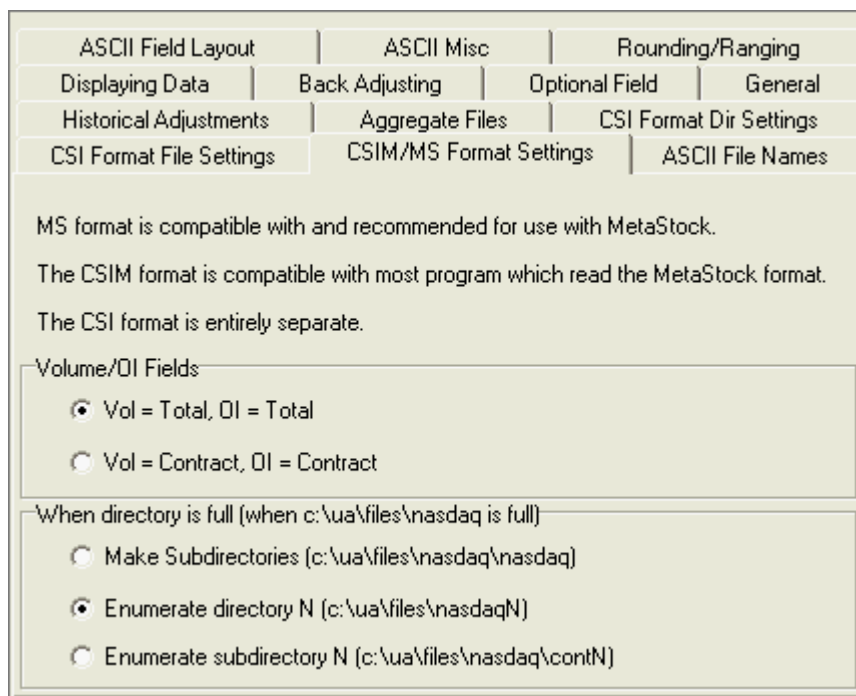 ASCII Field Layout ASCII Misc Rounding/Ranging
Displaying Data Back Adjusting Optional Field General
Historical Adjustments Aggregate Files CSI Format Dir Settings
CSI Format File Settings CSIM/MS Format Settings ASCII File Names
MS format is compatible with and recommended for use with MetaStock.
The CSIM format is compatible with most program which read the MetaStock format.
The CSI format is entirely separate.
Volume/OI Fields
Vol = Total, OI = Total
Vol = Contract, OI = Contract
When directory is full (when c:\ua\files\nasdaq is full)
Make Subdirectories (c:\ua\files\nasdaq\nasdaq)
Enumerate directory N (c:\ua\files\nasdaqN)
Enumerate subdirectory N (c:\ua\files\nasdaq\contN)